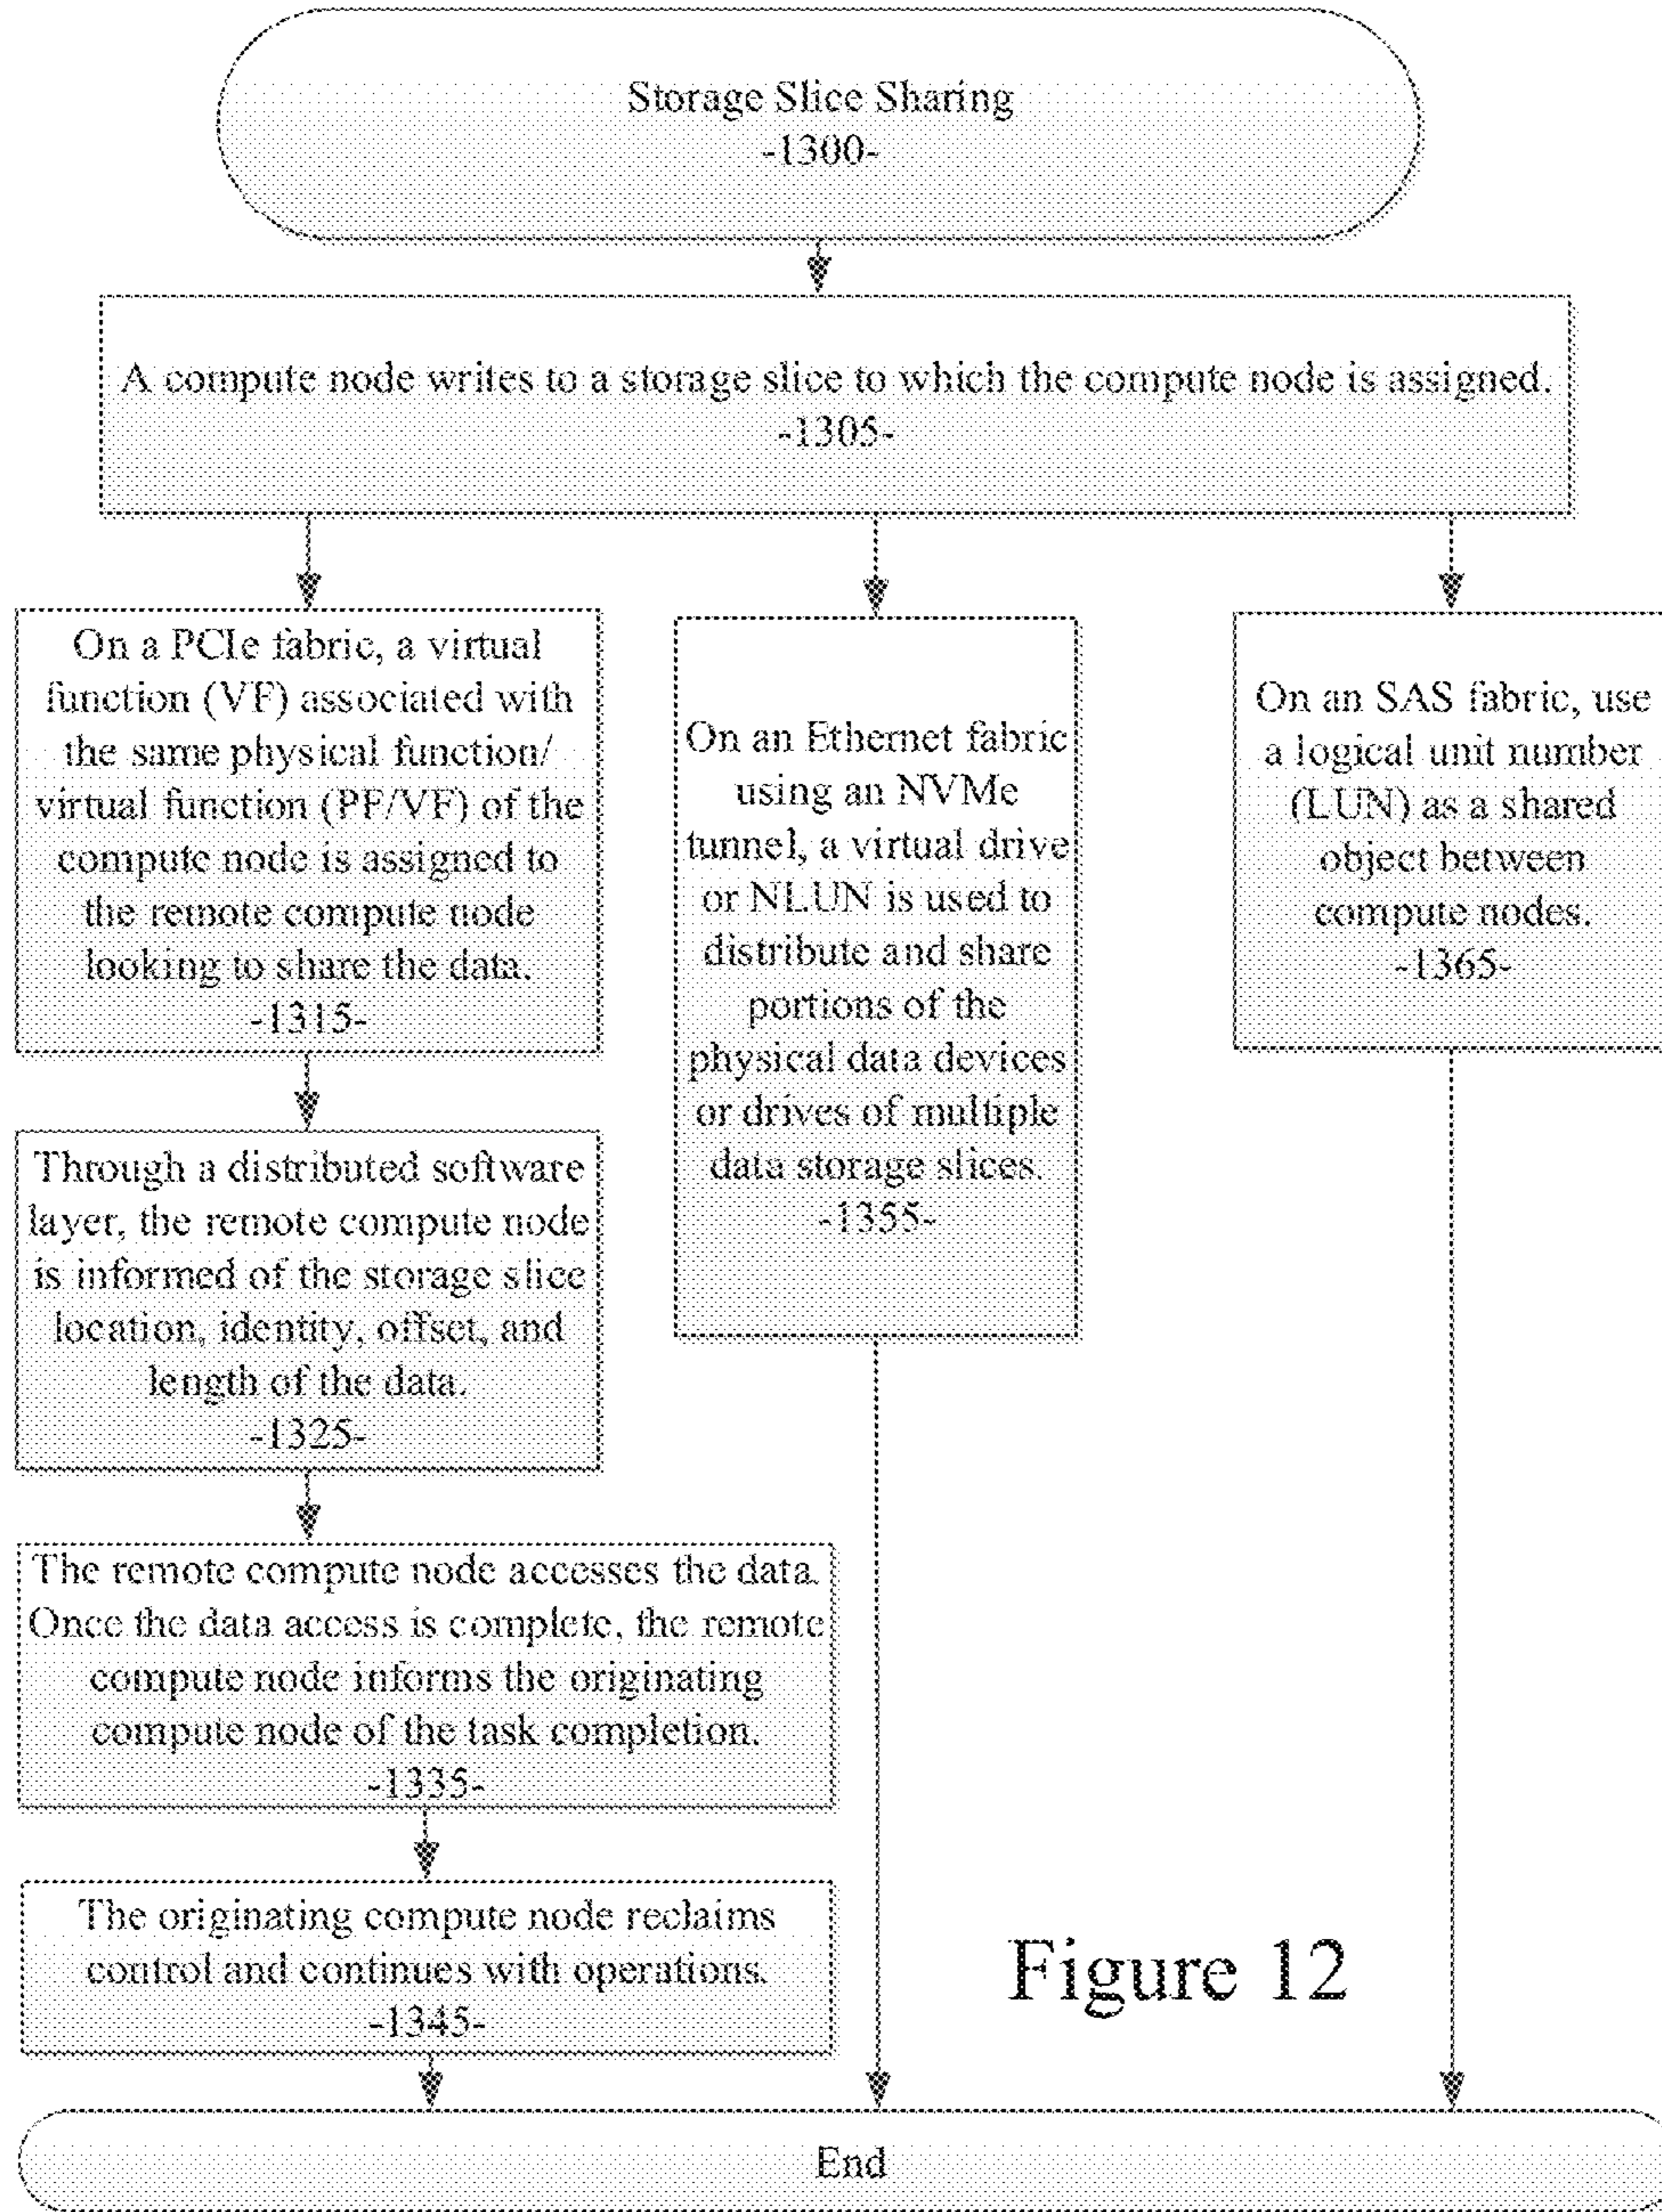 Storage Slice Sharing
-1300-
A compute node writes to a storage slice to which the compute node is assigned.
-1305-
On a PCIe fabric, a virtual
function (VF) associated with
the same physical function/
virtual function (PF/VF) of the
compute node is assigned to
the remote compute node
looking to share the data.
-1315-
Through a distributed software
layer, the remote compute node
is informed of the storage slice
location, identity, offset, and
length of the data.
-1325-
The remote compute node accesses the data.
Once the data access is complete, the remote
compute node informs the originating
compute node of the task completion.
-1335-
The originating compute node reclaims
control and continues with operations.
-1345-
On an Ethernet fabric
using an NVMe
tunnel, a virtual drive
or NLUN is used to
distribute and share
portions of the
physical data devices
or drives of multiple
data storage slices.
-1355-
On an SAS fabric, use
a logical unit number
(LUN) as a shared
object between
compute nodes.
-1365-
Figure 12
End